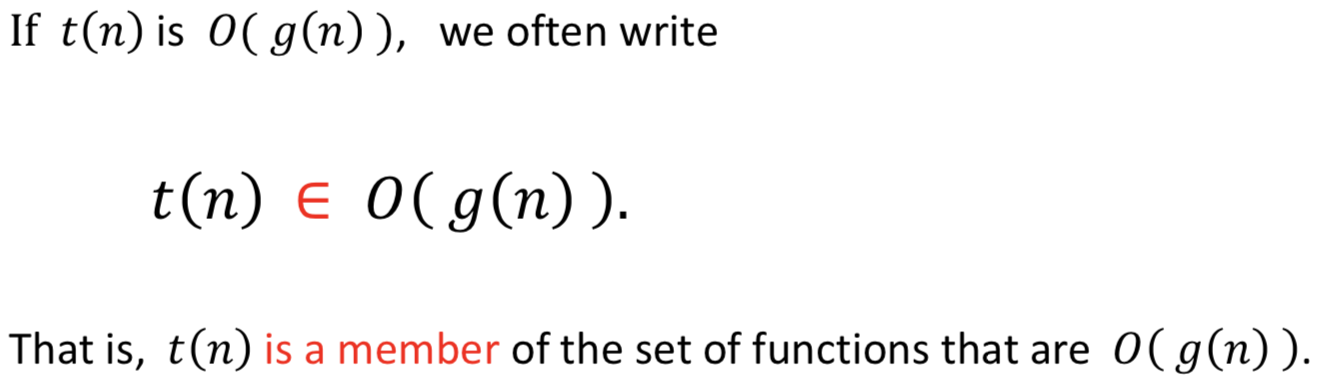 If t(n) is O( g(n) ), we often write
t(n) ∈ O( g(n) ).
That is, t(n) is a member of the set of functions that are O( g(n) ).